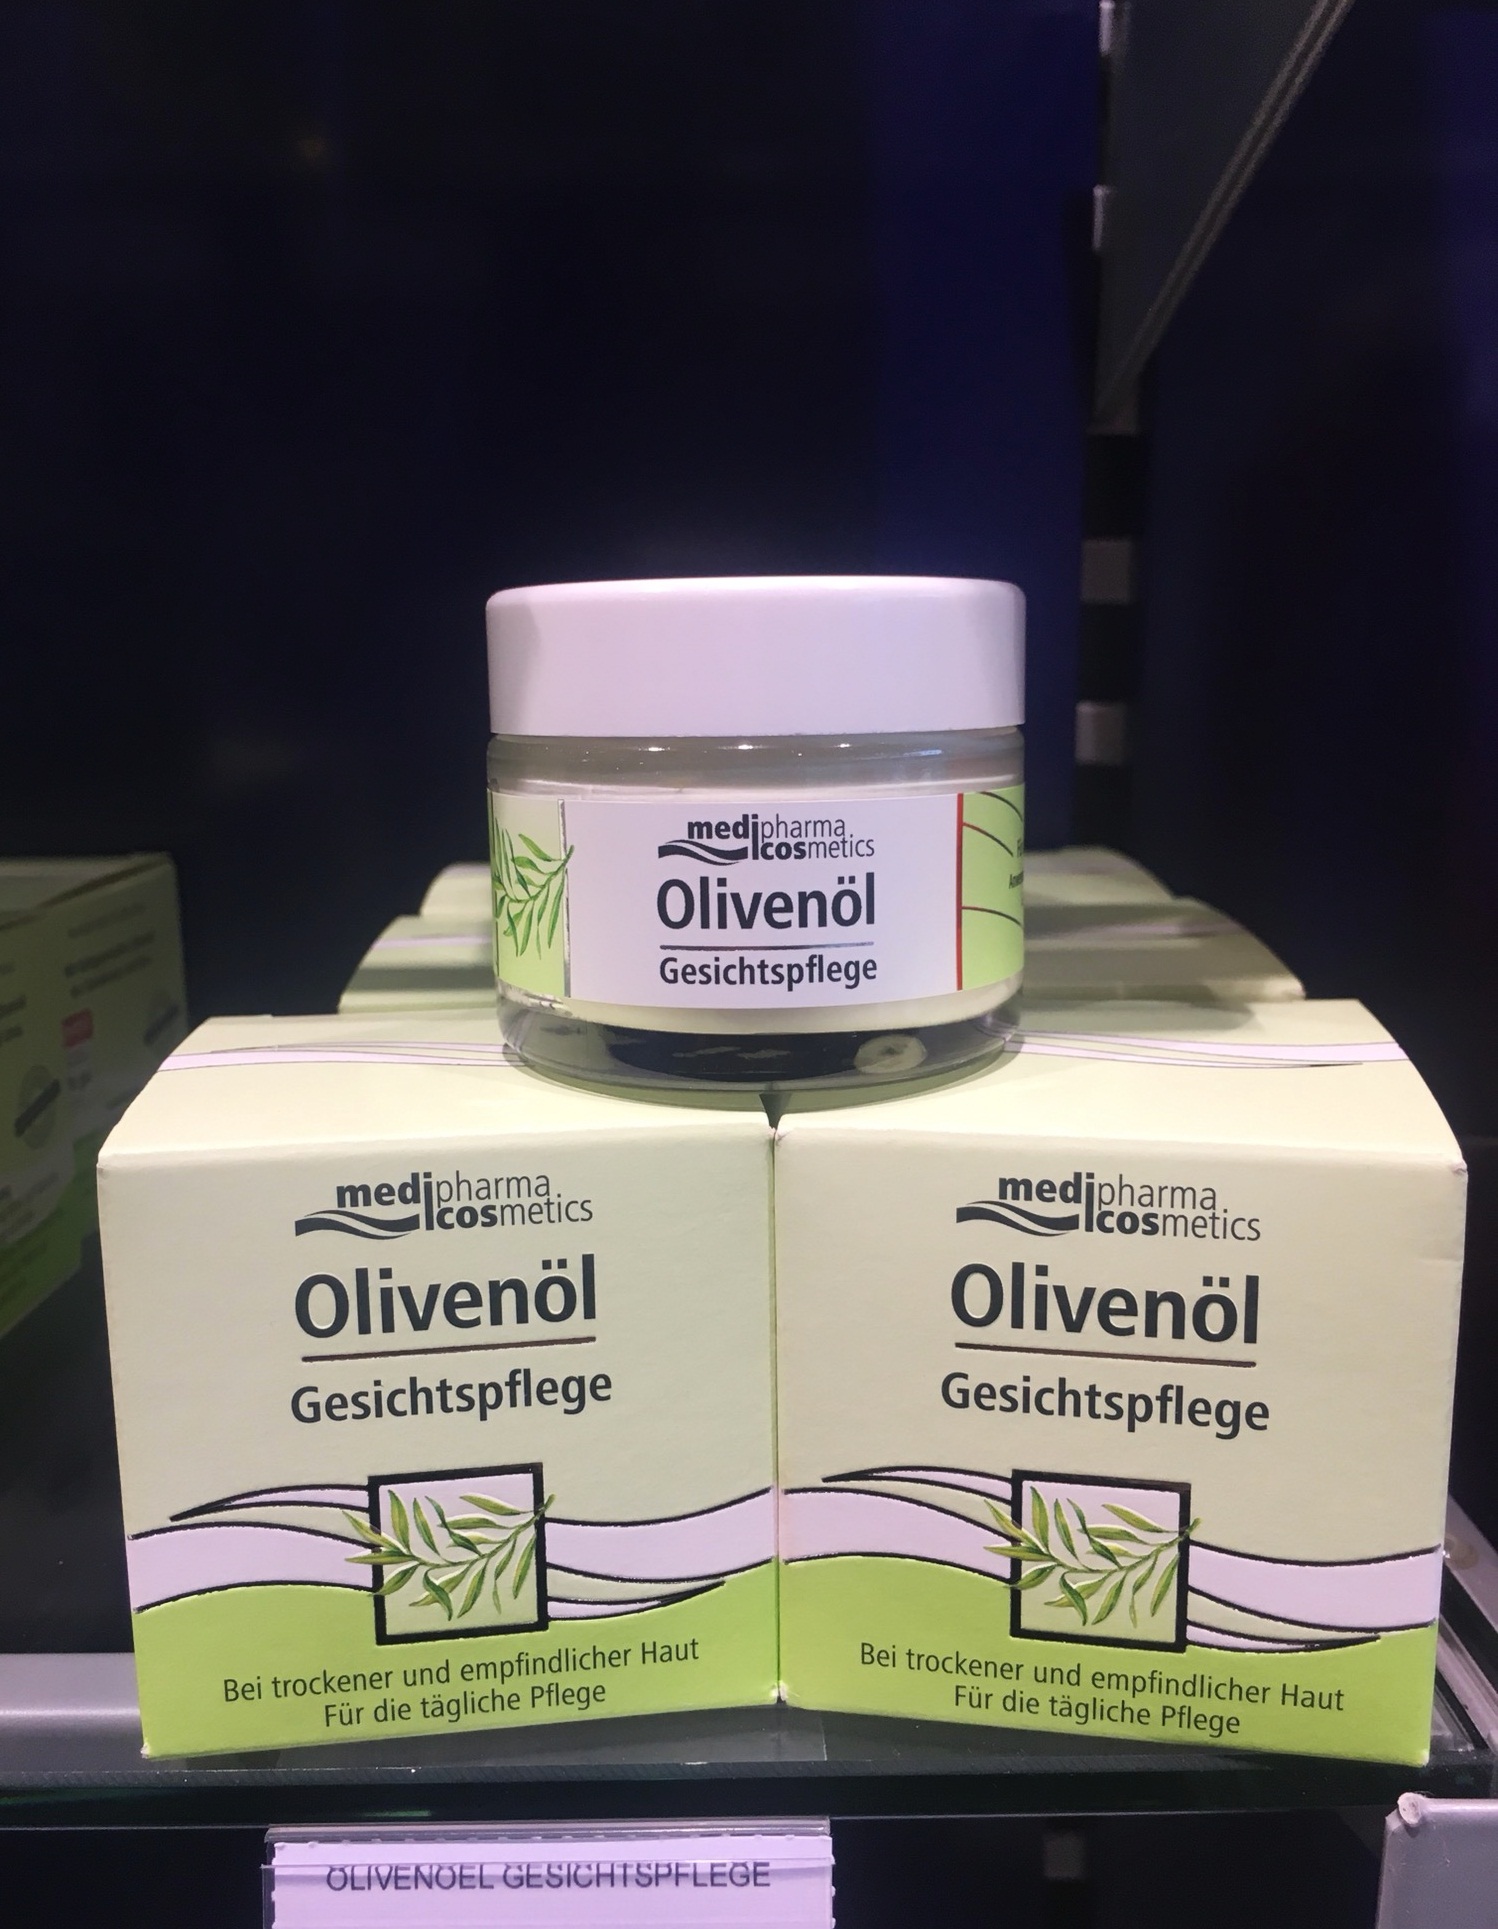 medipharma
cosmetics
Olivenöl
Gesichtspflege
medipharma
cosmetics
Olivenöl
Gesichtspflege
Bei trockener und empfindlicher Haut
Für die tägliche Pflege
medipharma
cosmetics
Olivenöl
Gesichtspflege
Bei trockener und empfindlicher Haut
Für die tägliche Pflege
OLIVENOEL GESICHTSPFLEGE